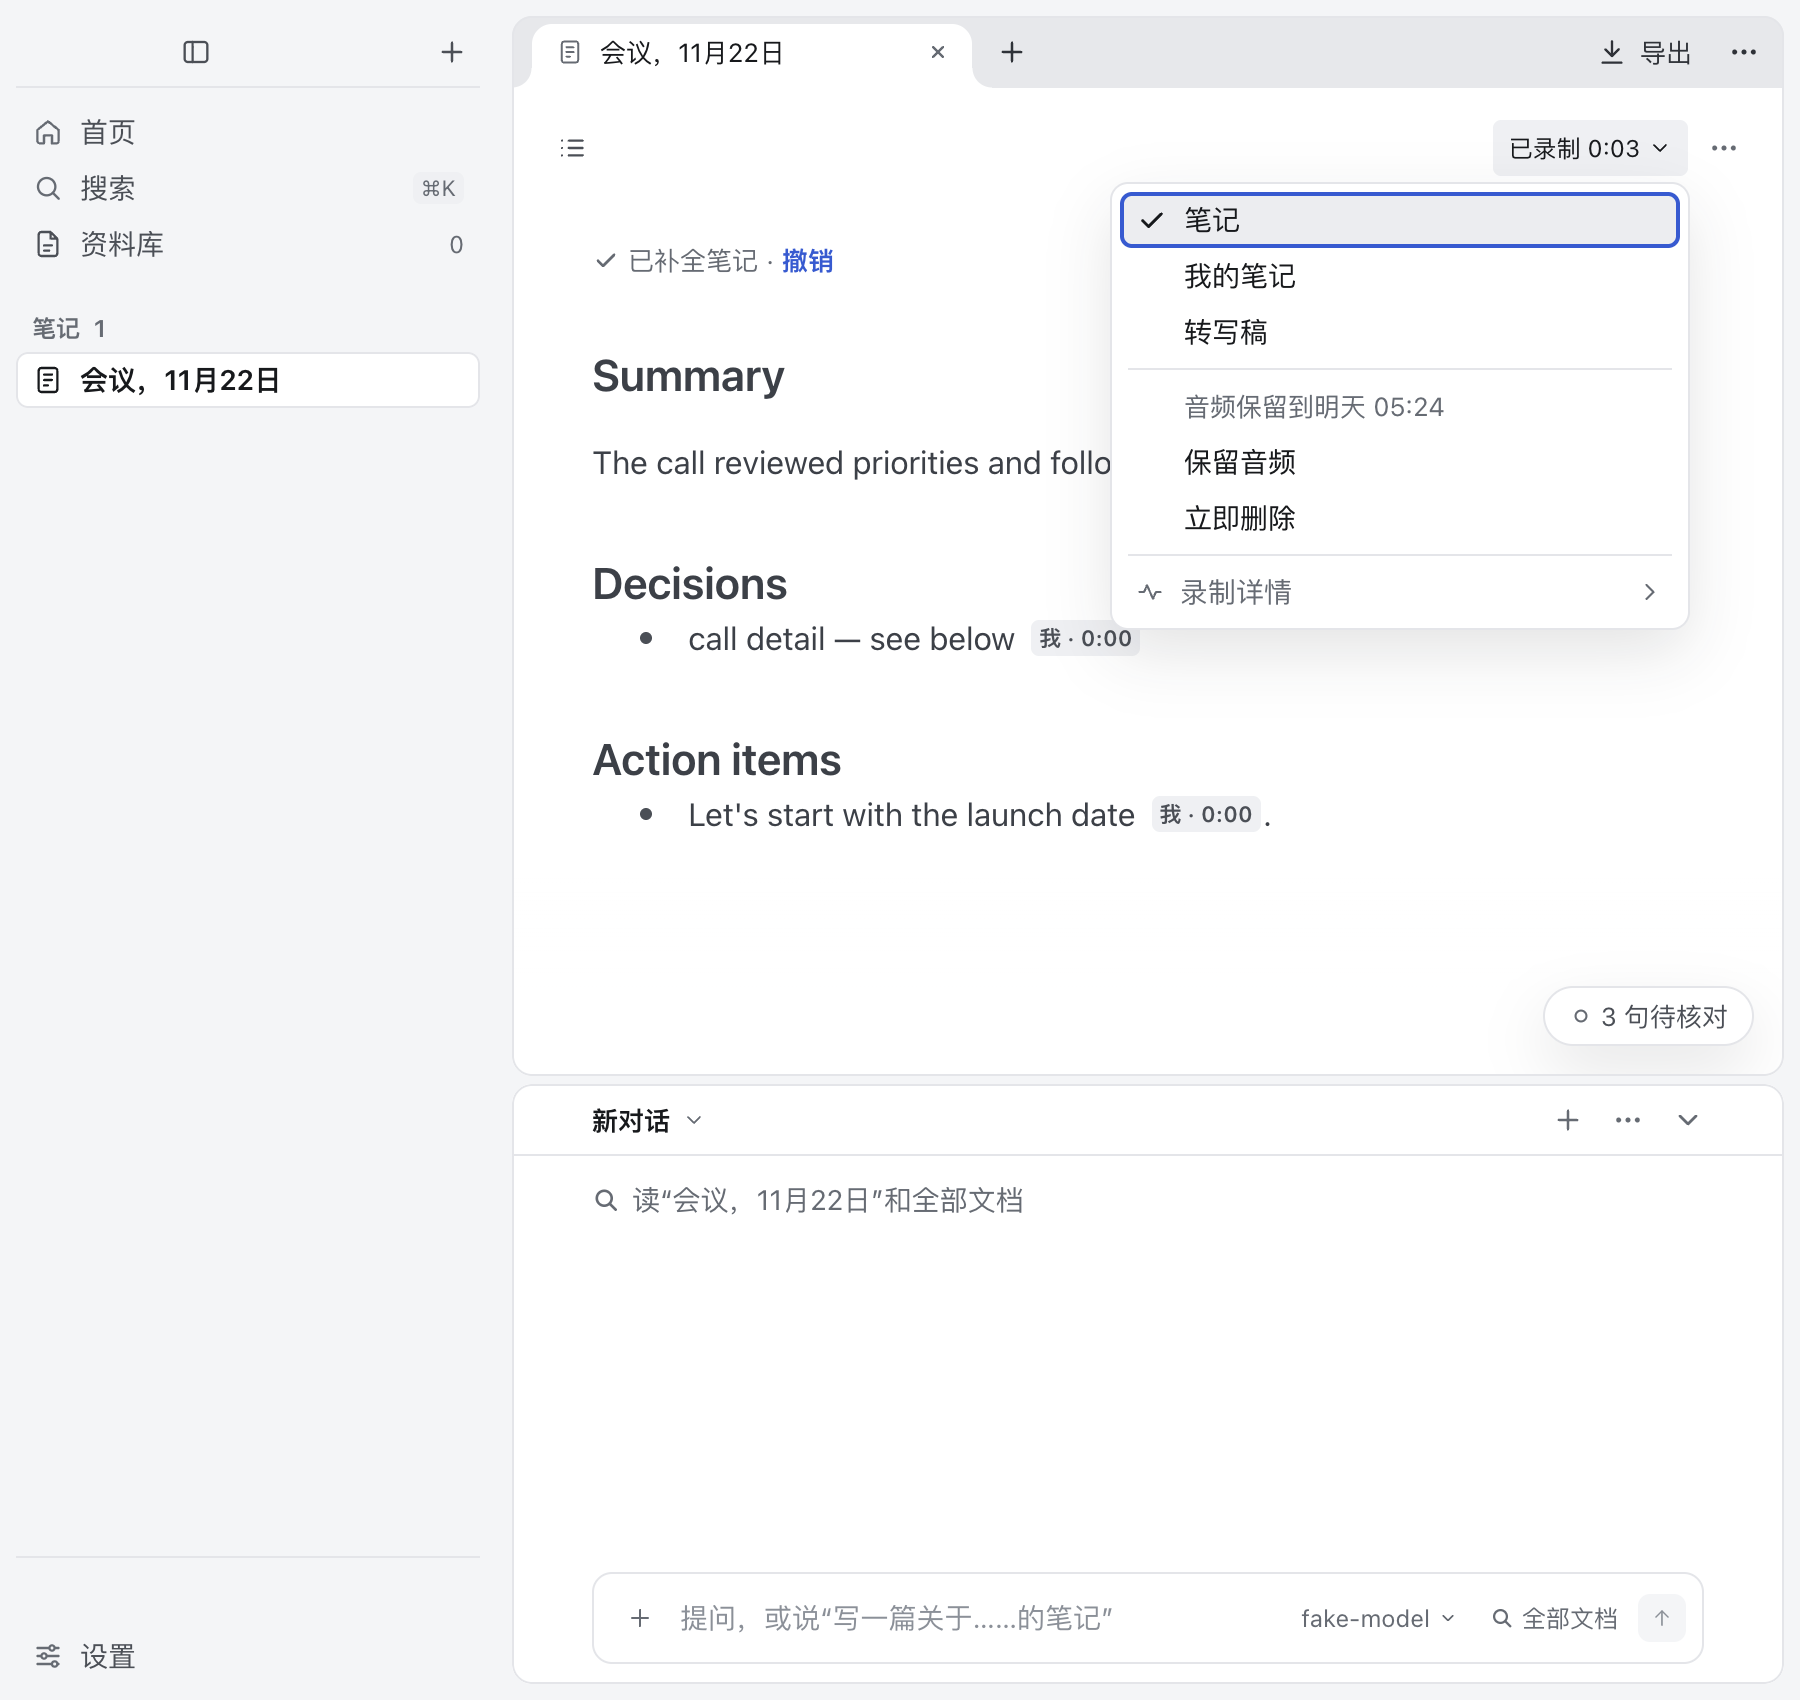 首页
搜索 ⌘K
资料库 0
笔记 1
会议，11月22日
设置
会议，11月22日
导出
已录制 0:03
笔记
我的笔记
转写稿
音频保留到明天 05:24
保留音频
立即删除
录制详情
已补全笔记 · 撤销
Summary
The call reviewed priorities and follo
Decisions
call detail — see below 我 · 0:00
Action items
Let's start with the launch date 我 · 0:00 .
3 句待核对
新对话
读“会议，11月22日”和全部文档
提问，或说“写一篇关于……的笔记” fake-model 全部文档